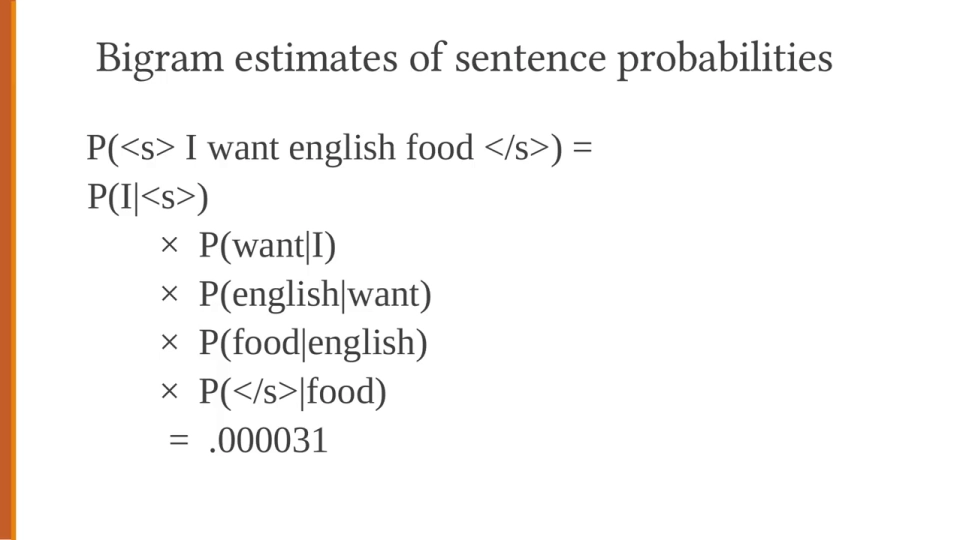 Bigram estimates of sentence probabilities
P(<s> I want english food </s>) =
P(I|<s>)
× P(want|I)
× P(english|want)
× P(food|english)
× P(</s>|food)
= .000031